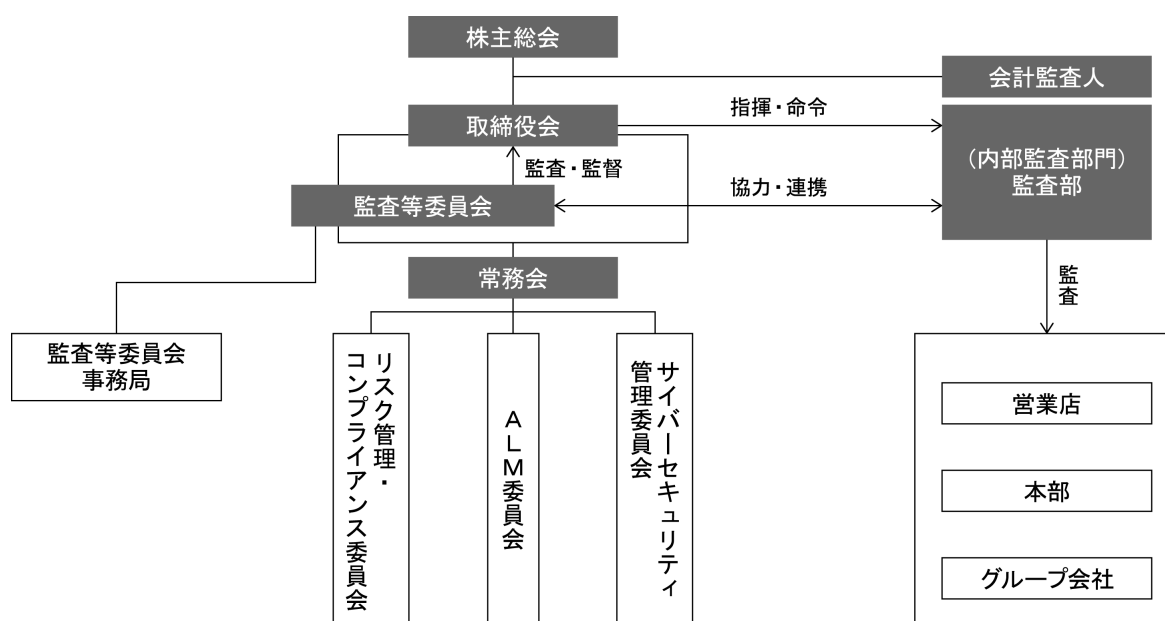 株主総会
会計監査人
指揮・命令
取締役会
(内部監査部門)
監査部
監査・監督
協力・連携
監査等委員会
常務会
監査
監査等委員会
事務局
リスク管理・
コンプライアンス委員会
ALM委員会
サイバーセキュリティ
管理委員会
営業店
本部
グループ会社